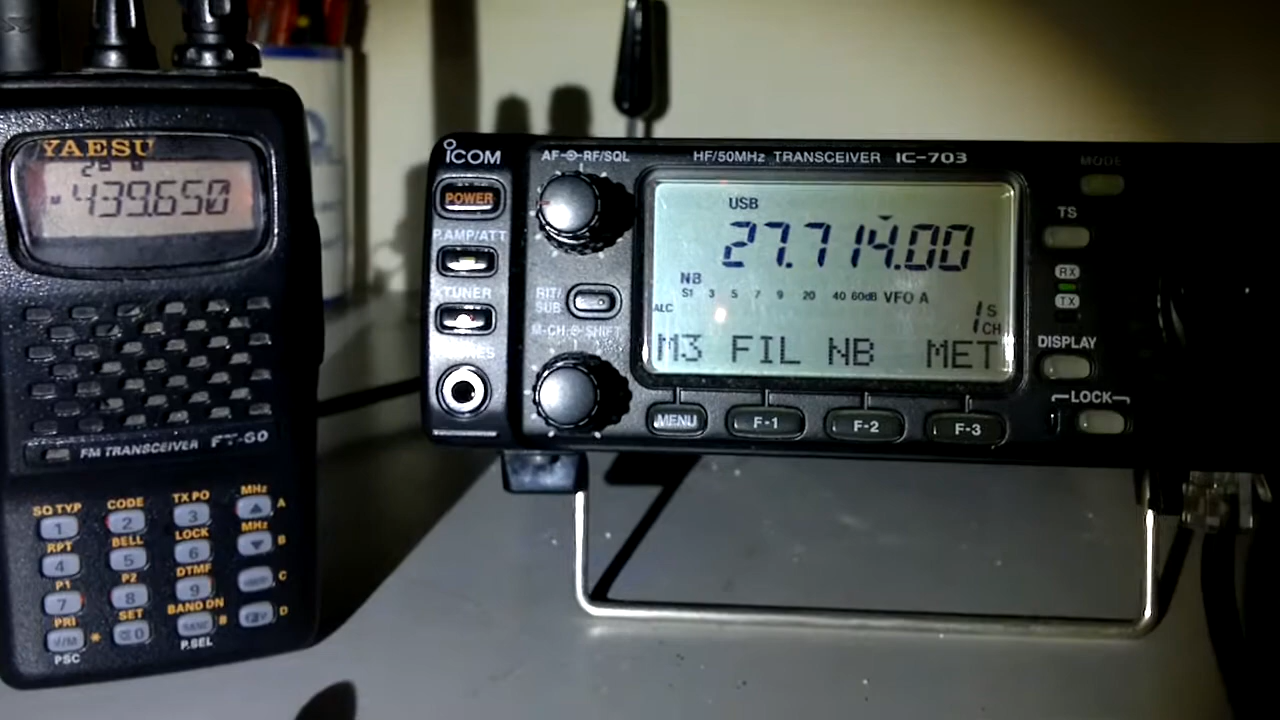 YAESU
439.650
FM TRANSCEIVER FT-60
SQ TYP CODE TX PO MHz
1 2 3 A
RPT BELL LOCK MHz
4 5 6 B
P1 P2 DTMF
7 8 9 C
PRI SET BAND DN
V/M * 0 BAND D
PSC P.SEL
ICOM
AF RF/SQL
HF/50MHz TRANSCEIVER IC-703
MODE
POWER
P.AMP/ATT
TUNER
RIT/
SUB
M-CH SHIFT
USB
27.714.00
NB
S1 3 5 7 9 20 40 60dB VFO A
ALC
1 S
1 CH
M3 FIL NB MET
MENU F-1 F-2 F-3
TS
RX
TX
DISPLAY
LOCK